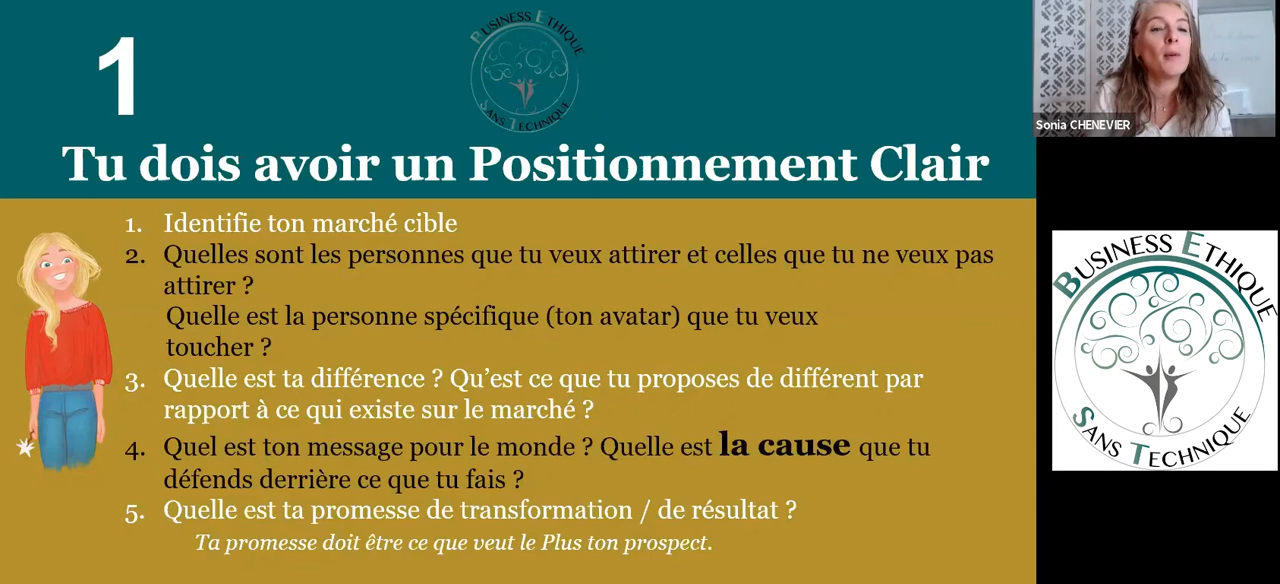 1
BUSINESS ETHIQUE
SANS TECHNIQUE
Tu dois avoir un Positionnement Clair
1. Identifie ton marché cible
2. Quelles sont les personnes que tu veux attirer et celles que tu ne veux pas
attirer ?
Quelle est la personne spécifique (ton avatar) que tu veux
toucher ?
3. Quelle est ta différence ? Qu’est ce que tu proposes de différent par
rapport à ce qui existe sur le marché ?
4. Quel est ton message pour le monde ? Quelle est la cause que tu
défends derrière ce que tu fais ?
5. Quelle est ta promesse de transformation / de résultat ?
Ta promesse doit être ce que veut le Plus ton prospect.
Sonia CHENEVIER
BUSINESS ETHIQUE
SANS TECHNIQUE